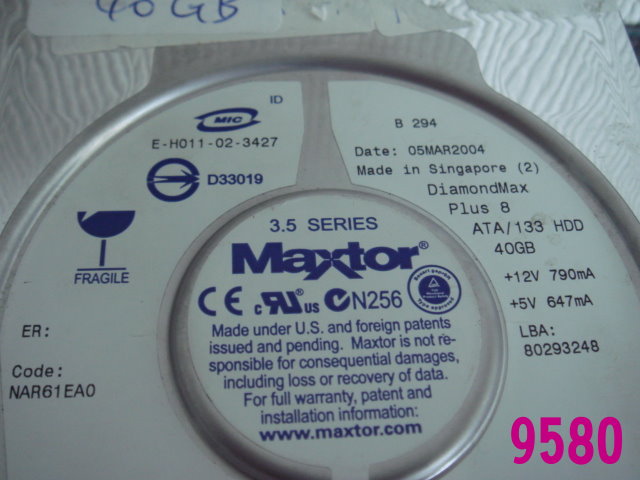 40GB
ID
MIC
E-H011-02-3427
D33019
FRAGILE
ER:
Code:
NAR61EA0
B 294
Date: 05MAR2004
Made in Singapore (2)
DiamondMax
Plus 8
ATA/133 HDD
40GB
+12V 790mA
+5V 647mA
LBA:
80293248
3.5 SERIES
Maxtor®
CE c RU ® us N256
Made under U.S. and foreign patents
issued and pending. Maxtor is not re-
sponsible for consequential damages,
including loss or recovery of data.
For full warranty, patent and
installation information:
www.maxtor.com
9580